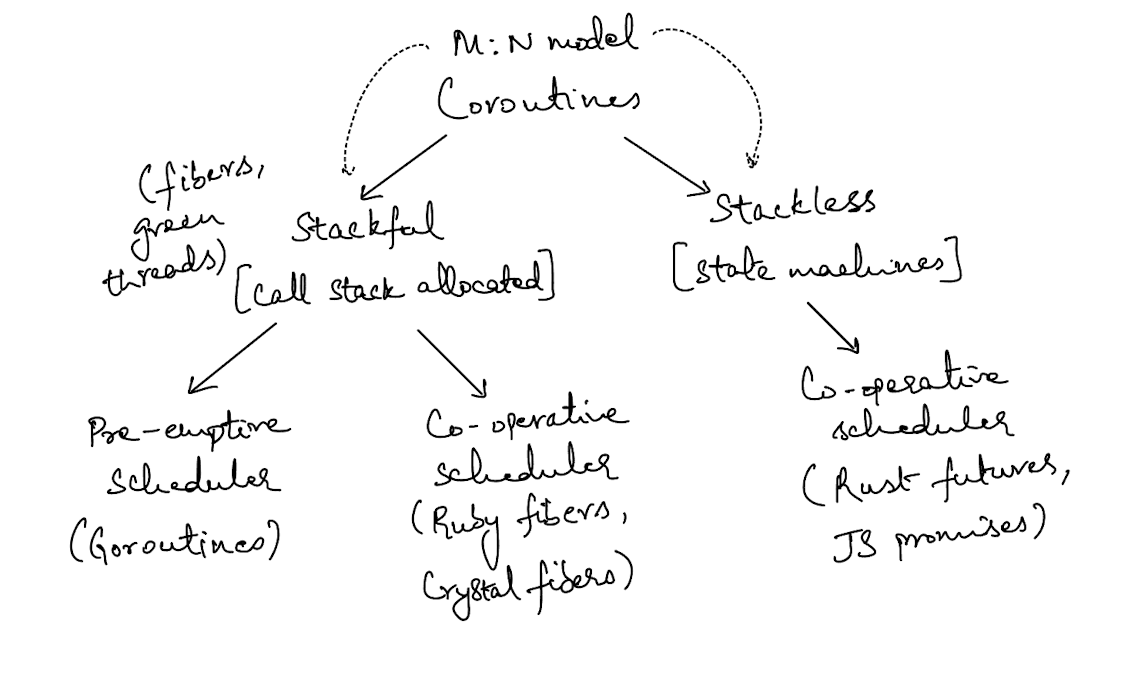 M:N model
Coroutines
(fibers,
green
threads)
Stackful
[call stack allocated]
Stackless
[state machines]
Pre-emptive
scheduler
(Goroutines)
Co-operative
scheduler
(Ruby fibers,
Crystal fibers)
Co-operative
scheduler
(Rust futures,
JS promises)